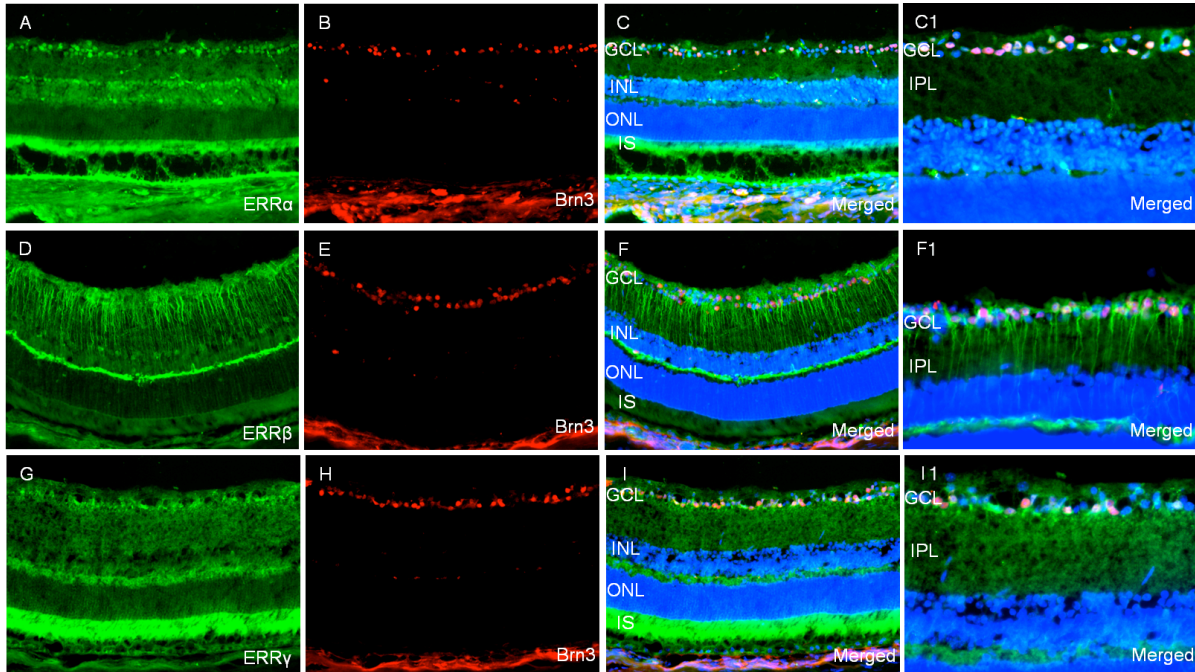 A
ERRα
B
Brn3
C
GCL
INL
ONL
IS
Merged
C1
GCL
IPL
Merged
D
ERRβ
E
Brn3
F
GCL
INL
ONL
IS
Merged
F1
GCL
IPL
Merged
G
ERRγ
H
Brn3
I
GCL
INL
ONL
IS
Merged
I1
GCL
IPL
Merged